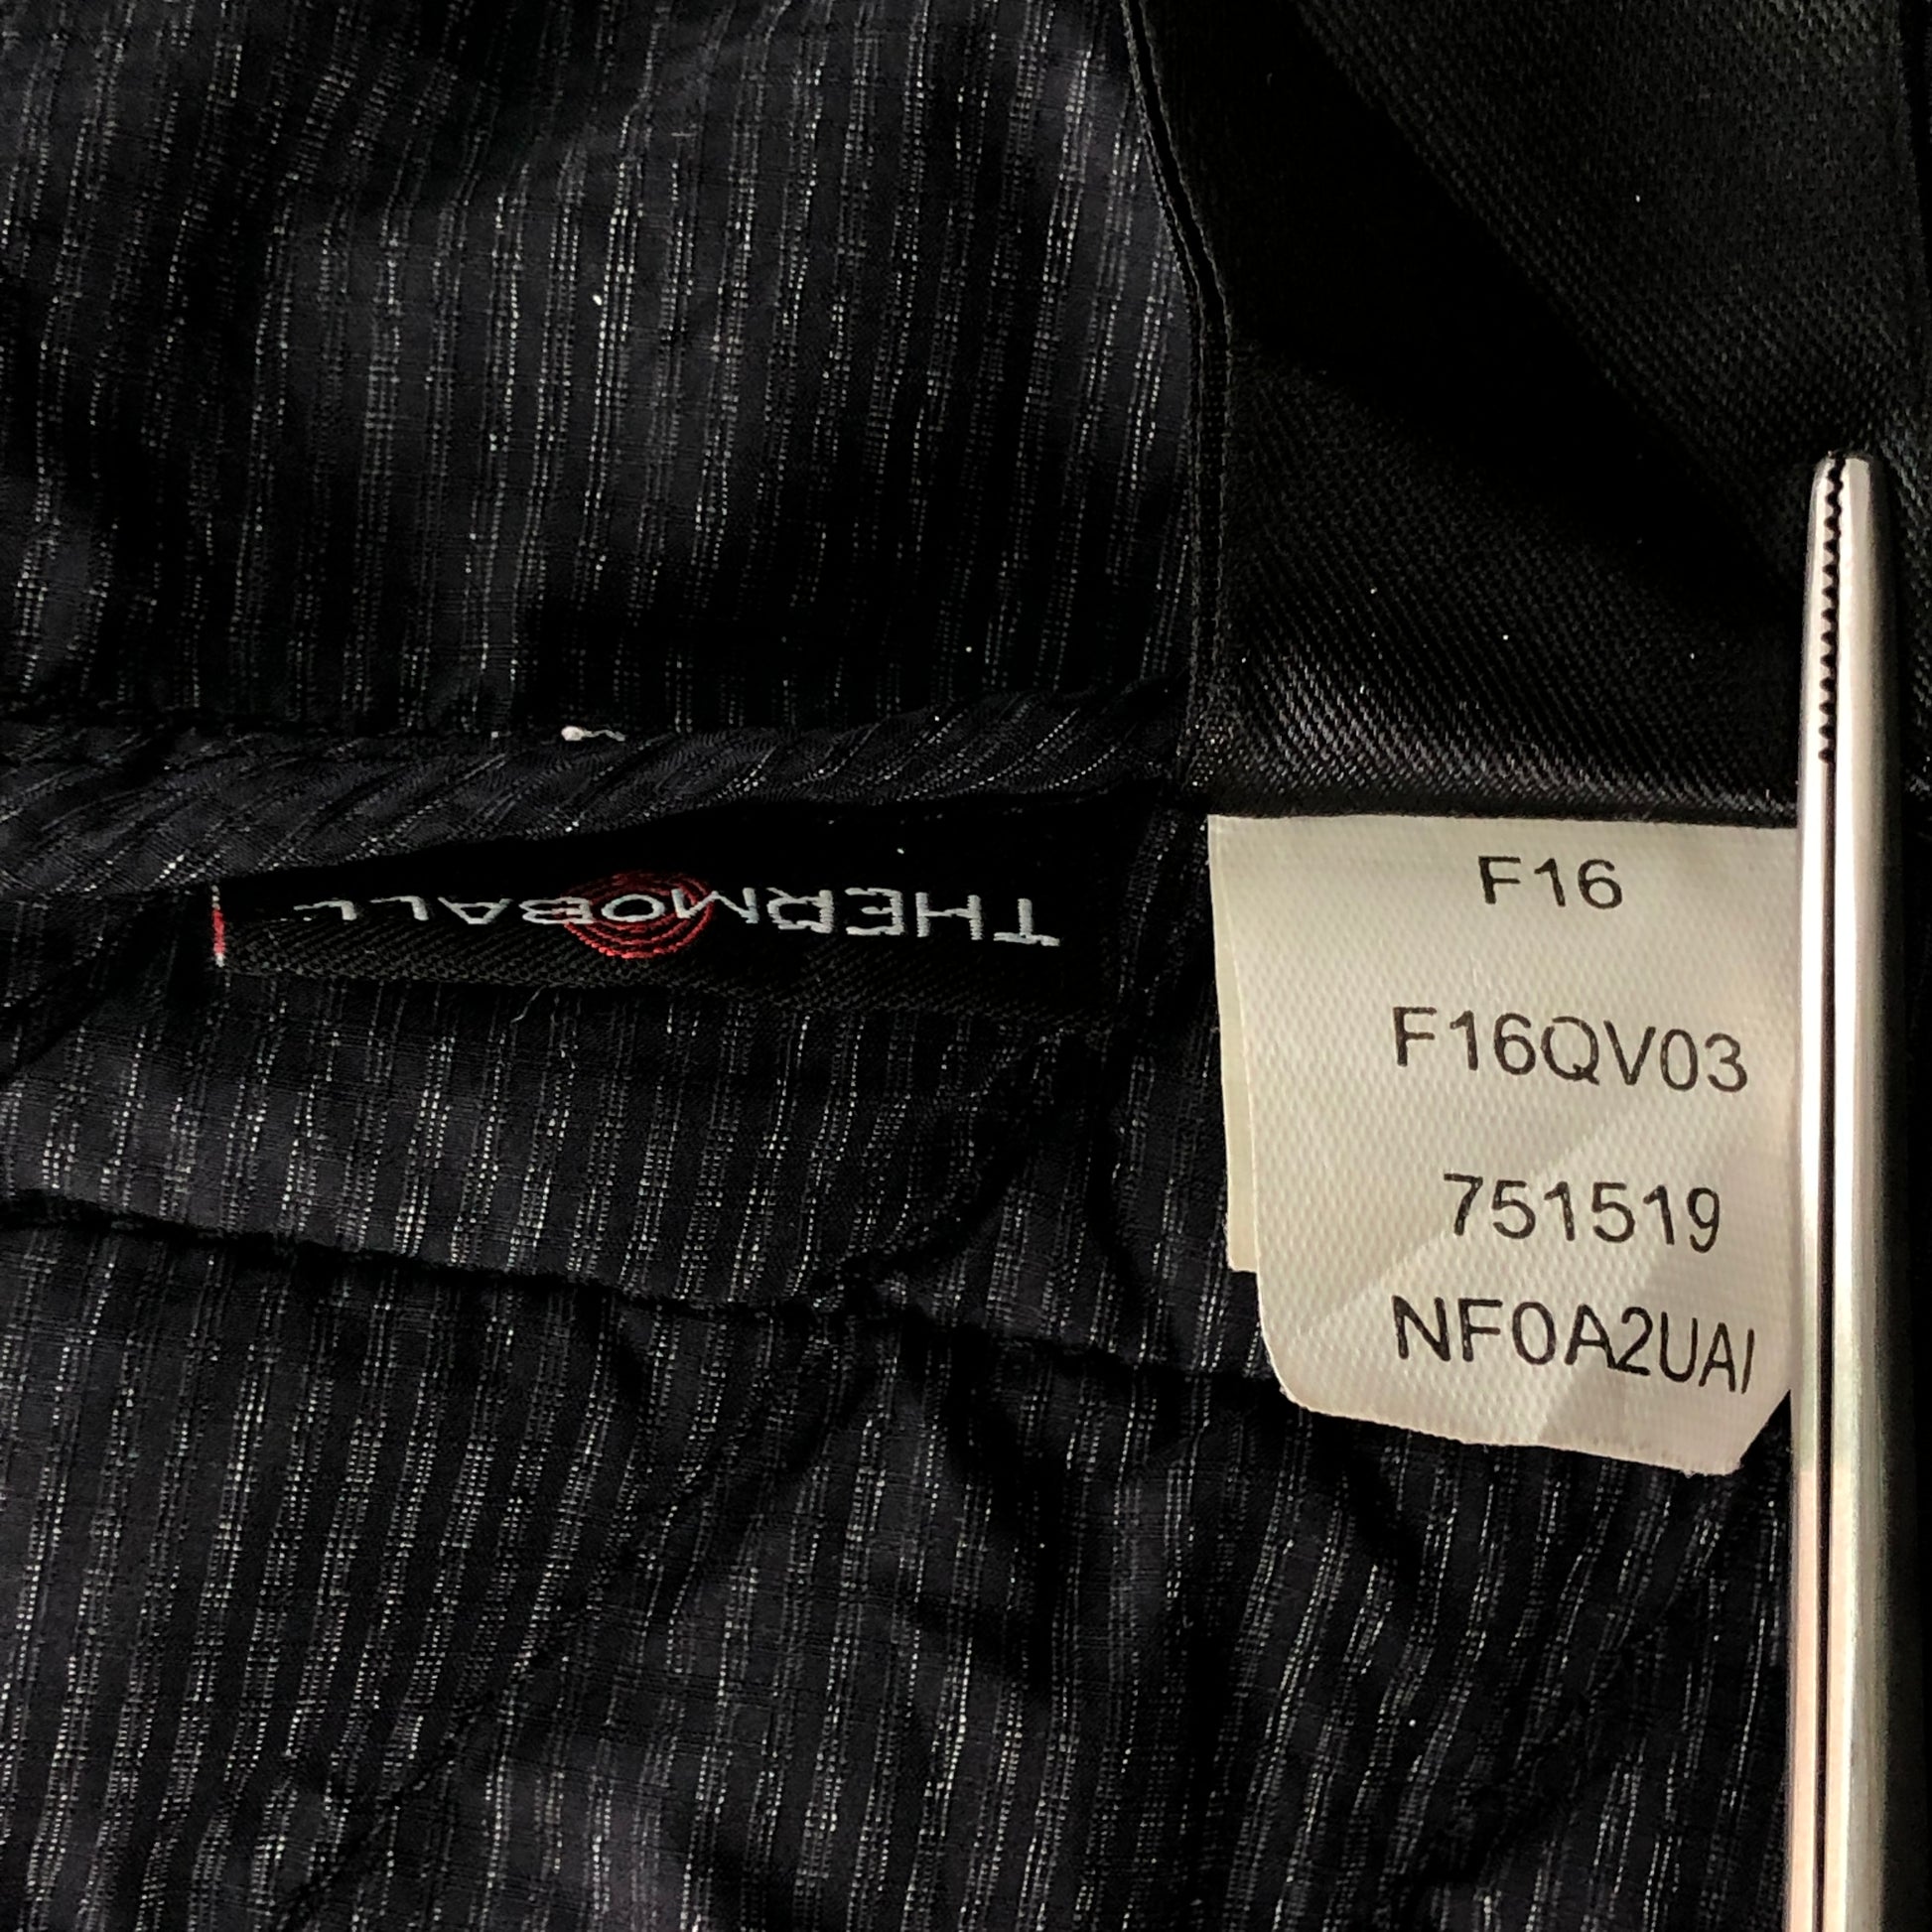 THERMOBALL
F16
F16QV03
751519
NF0A2UAI